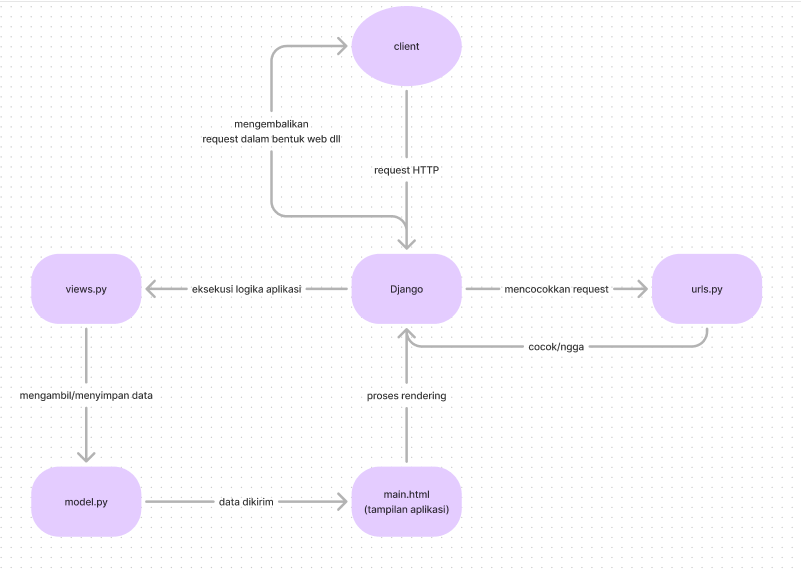 client
mengembalikan
request dalam bentuk web dll
request HTTP
views.py
eksekusi logika aplikasi
Django
mencocokkan request
urls.py
cocok/ngga
mengambil/menyimpan data
proses rendering
model.py
data dikirim
main.html
(tampilan aplikasi)